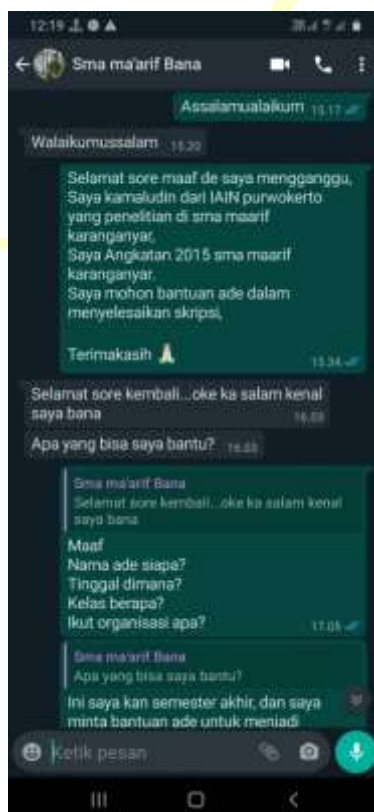 12:19
Sma ma'arif Bana
Assalamualaikum 15.17
Walaikumussalam 15.20
Selamat sore maaf de saya mengganggu,
Saya kamaludin dari IAIN purwokerto
yang penelitian di sma maarif
karanganyar,
Saya Angkatan 2015 sma maarif
karanganyar.
Saya mohon bantuan ade dalam
menyelesaikan skripsi,
Terimakasih 🙏
15.34
Selamat sore kembali...oke ka salam kenal
saya bana
16.03
Apa yang bisa saya bantu?
Sma ma'arif Bana
Selamat sore kembali...oke ka salam kenal
saya bana
Maaf
Nama ade siapa?
Tinggal dimana?
Kelas berapa?
Ikut organisasi apa?
17.05
Sma ma'arif Bana
Apa yang bisa saya bantu?
Ini saya kan semester akhir, dan saya
minta bantuan ade untuk menjadi
Ketik pesan